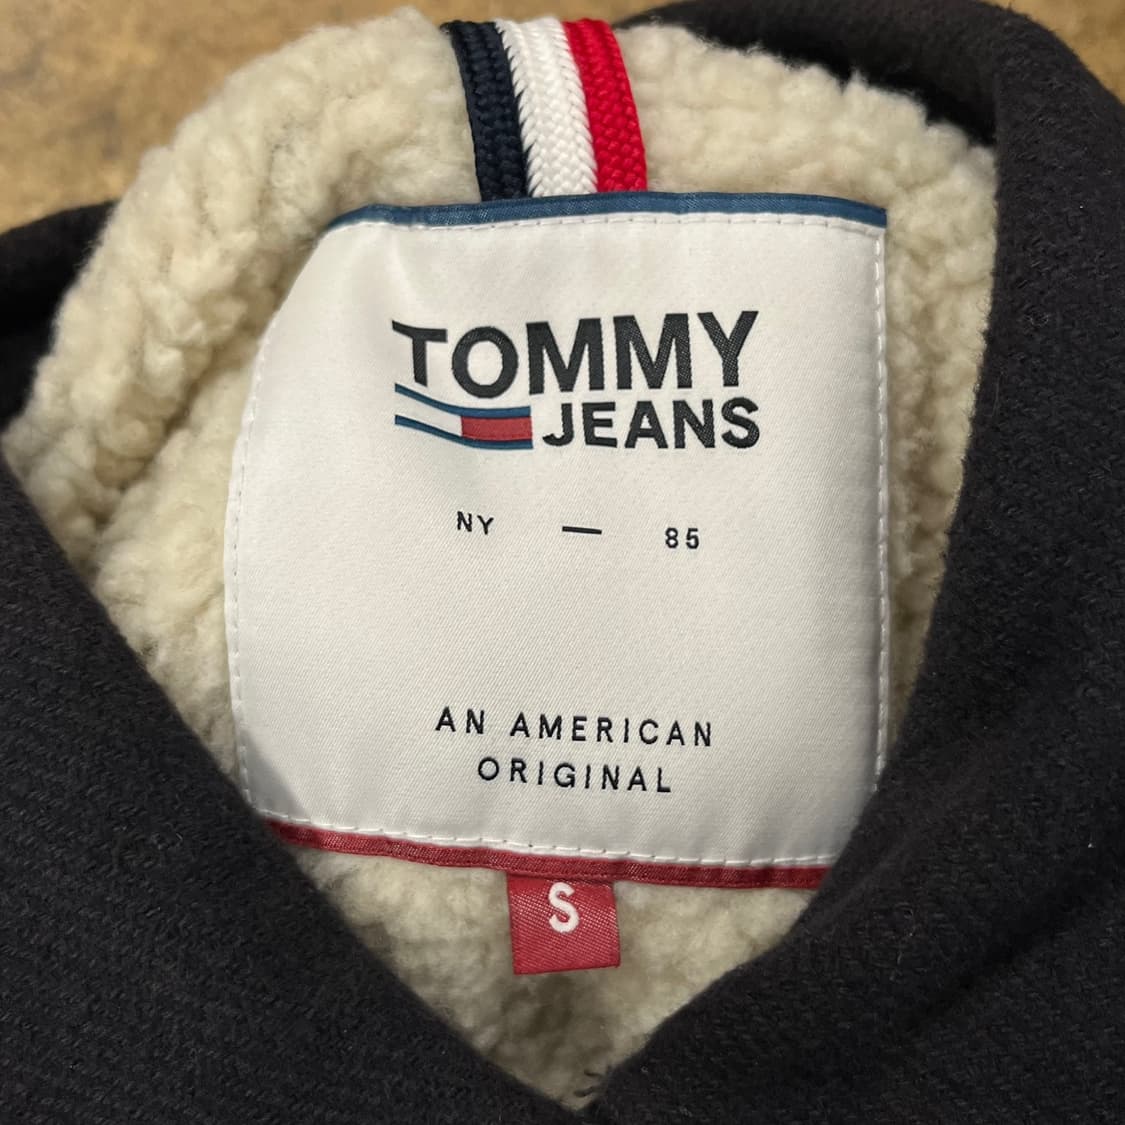 TOMMY
JEANS
NY — 85
AN AMERICAN
ORIGINAL
S